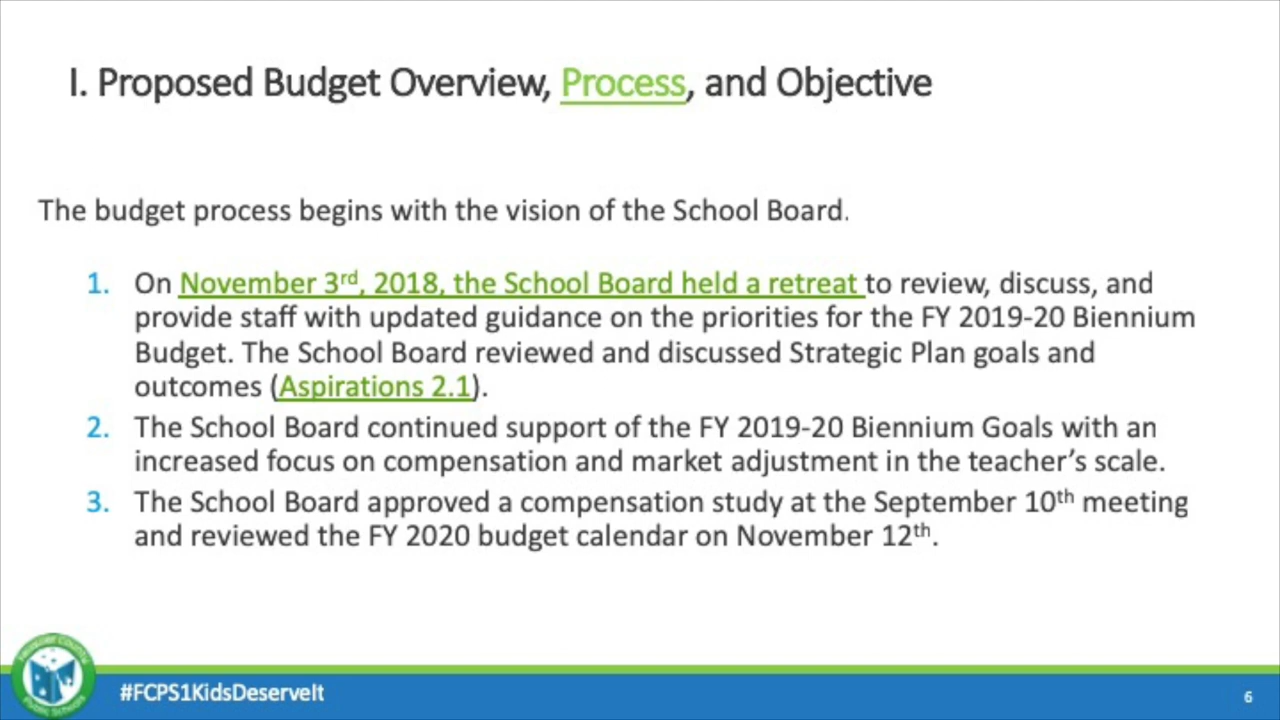 I. Proposed Budget Overview, Process, and Objective
The budget process begins with the vision of the School Board.
1. On November 3rd, 2018, the School Board held a retreat to review, discuss, and
provide staff with updated guidance on the priorities for the FY 2019-20 Biennium
Budget. The School Board reviewed and discussed Strategic Plan goals and
outcomes (Aspirations 2.1).
2. The School Board continued support of the FY 2019-20 Biennium Goals with an
increased focus on compensation and market adjustment in the teacher's scale.
3. The School Board approved a compensation study at the September 10th meeting
and reviewed the FY 2020 budget calendar on November 12th.
Public Schools
#FCPS1KidsDeserveIt
6